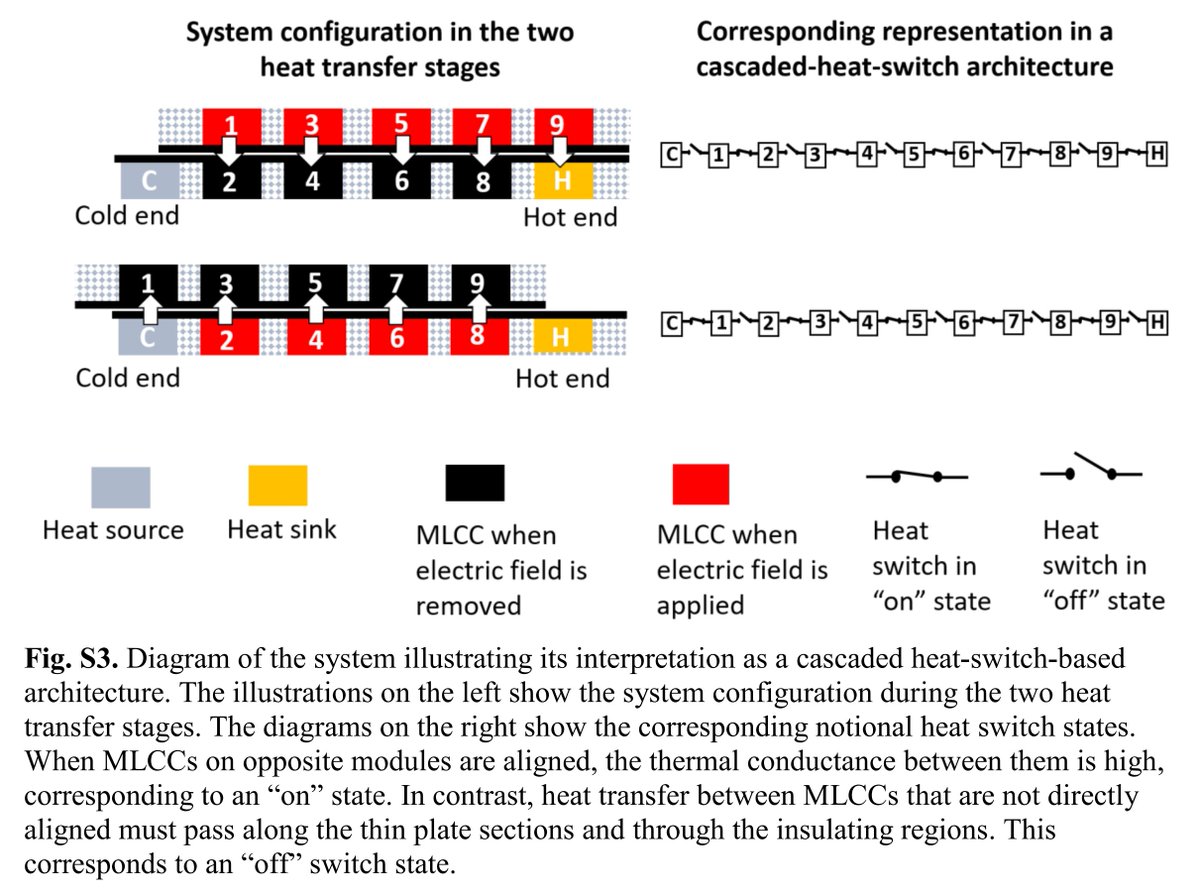 System configuration in the two
heat transfer stages
Corresponding representation in a
cascaded-heat-switch architecture
1 3 5 7 9
C 2 4 6 8 H
Cold end
Hot end
C 1 2 3 4 5 6 7 8 9 H
1 3 5 7 9
C 2 4 6 8 H
Cold end
Hot end
C 1 2 3 4 5 6 7 8 9 H
Heat source
Heat sink
MLCC when
electric field is
removed
MLCC when
electric field is
applied
Heat
switch in
“on” state
Heat
switch in
“off” state
Fig. S3. Diagram of the system illustrating its interpretation as a cascaded heat-switch-based
architecture. The illustrations on the left show the system configuration during the two heat
transfer stages. The diagrams on the right show the corresponding notional heat switch states.
When MLCCs on opposite modules are aligned, the thermal conductance between them is high,
corresponding to an “on” state. In contrast, heat transfer between MLCCs that are not directly
aligned must pass along the thin plate sections and through the insulating regions. This
corresponds to an “off” switch state.